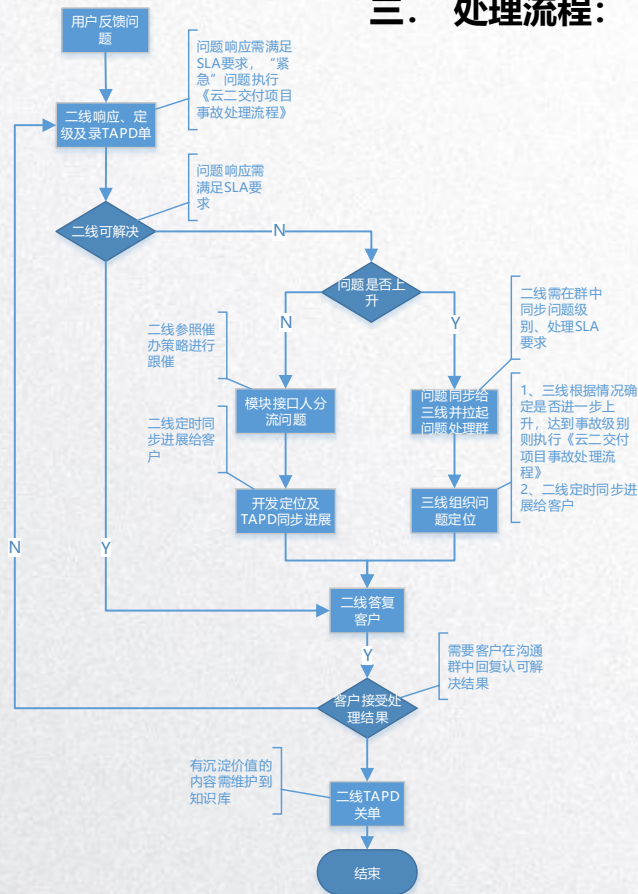 三. 处理流程：
用户反馈问
题
问题响应需满足
SLA要求，“紧
急”问题执行
《云二交付项目
事故处理流程》
二线响应、定
级及录TAPD单
问题响应需
满足SLA要
求
二线可解决
N
问题是否上
升
二线需在群中
同步问题级
别、处理SLA
要求
N
Y
二线参照催
办策略进行
跟催
模块接口人分
流问题
问题同步给
三线并拉起
问题处理群
1、三线根据情况确
定是否进一步上
升，达到事故级别
则执行《云二交付
项目事故处理流
程》
2、二线定时同步进
展给客户
二线定时同
步进展给客
户
开发定位及
TAPD同步进展
三线组织问
题定位
N
Y
二线答复
客户
Y
需要客户在沟通
群中回复认可解
决结果
客户接受处
理结果
有沉淀价值的
内容需维护到
知识库
二线TAPD
关单
结束